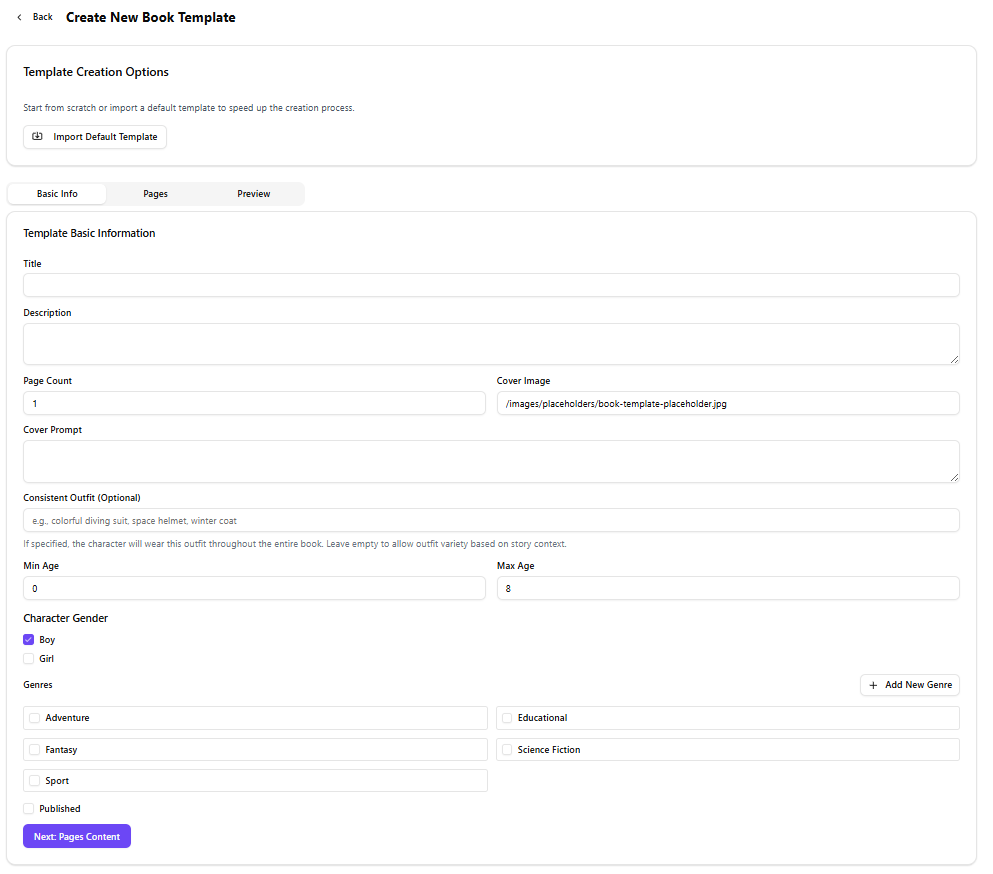 Back Create New Book Template
Template Creation Options
Start from scratch or import a default template to speed up the creation process.
Import Default Template
Basic Info Pages Preview
Template Basic Information
Title
Description
Page Count Cover Image
1 /images/placeholders/book-template-placeholder.jpg
Cover Prompt
Consistent Outfit (Optional)
e.g., colorful diving suit, space helmet, winter coat
If specified, the character will wear this outfit throughout the entire book. Leave empty to allow outfit variety based on story context.
Min Age Max Age
0 8
Character Gender
Boy
Girl
Genres Add New Genre
Adventure Educational
Fantasy Science Fiction
Sport
Published
Next: Pages Content